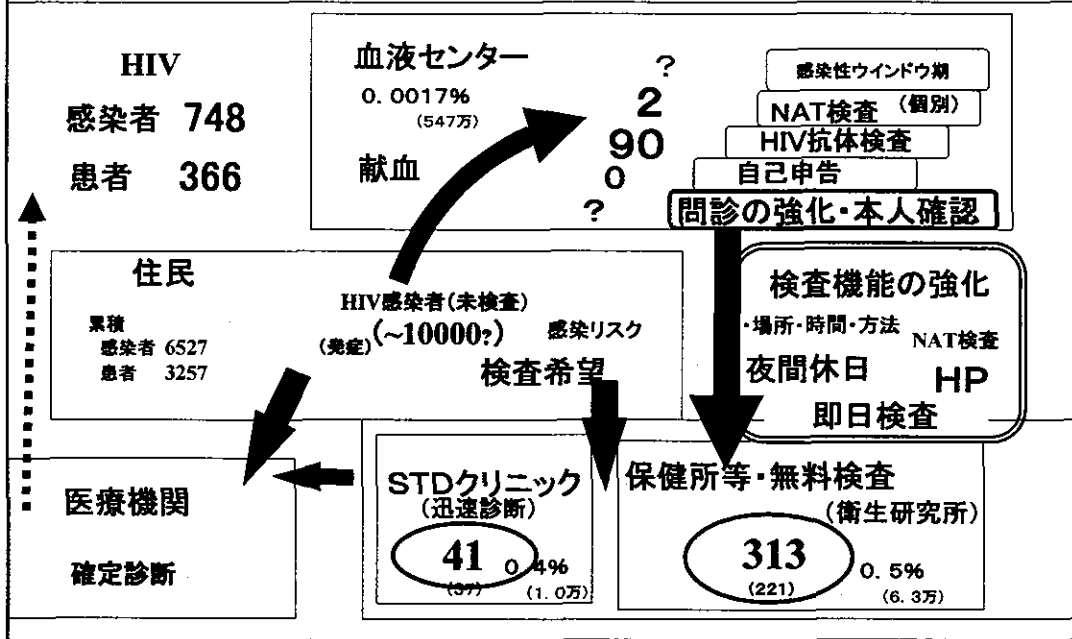 HIV
感染者 748
患者 366
血液センター
0.0017%
(547万)
献血
?
2
90
0
?
感染性ウインドウ期
NAT検査 (個別)
HIV抗体検査
自己申告
問診の強化・本人確認
住民
累積
感染者 6527
患者 3257
HIV感染者(未検査)
(発症)(~10000?)
感染リスク
検査希望
検査機能の強化
・場所・時間・方法
NAT検査
夜間休日
HP
即日検査
医療機関
確定診断
STDクリニック
(迅速診断)
41 0.4%
(37) (1.0万)
保健所等・無料検査
(衛生研究所)
313 0.5%
(221) (6.3万)